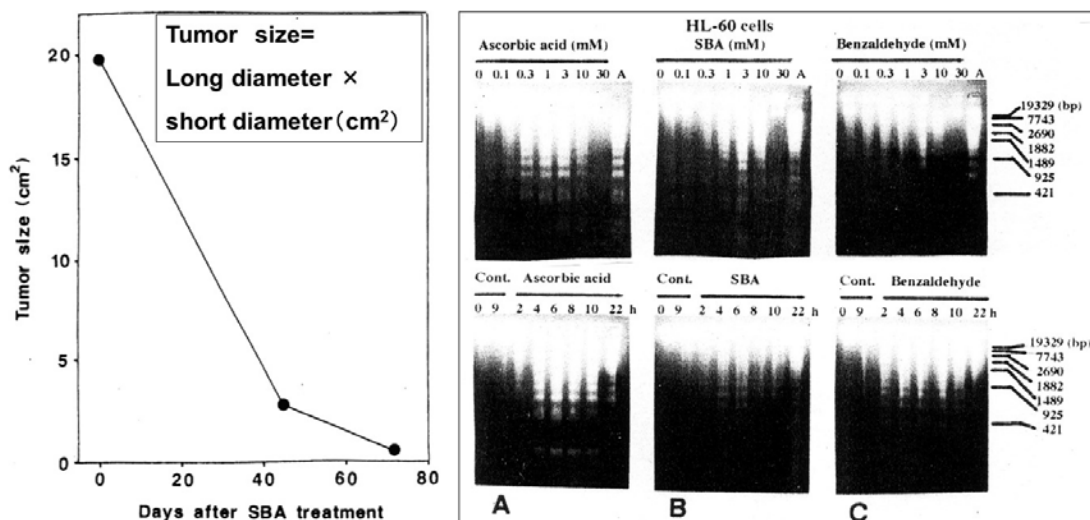 Tumor size=
Long diameter ×
short diameter(cm²)
20
15
10
5
0
Tumor size (cm²)
0 20 40 60 80
Days after SBA treatment
HL-60 cells
Ascorbic acid (mM) SBA (mM) Benzaldehyde (mM)
0 0.1 0.3 1 3 10 30 A 0 0.1 0.3 1 3 10 30 A 0 0.1 0.3 1 3 10 30 A
19329 (bp)
7743
2690
1882
1489
925
421
Cont. Ascorbic acid Cont. SBA Cont. Benzaldehyde
0 9 2 4 6 8 10 22 h 0 9 2 4 6 8 10 22 h 0 9 2 4 6 8 10 22 h
19329 (bp)
7743
2690
1882
1489
925
421
A B C